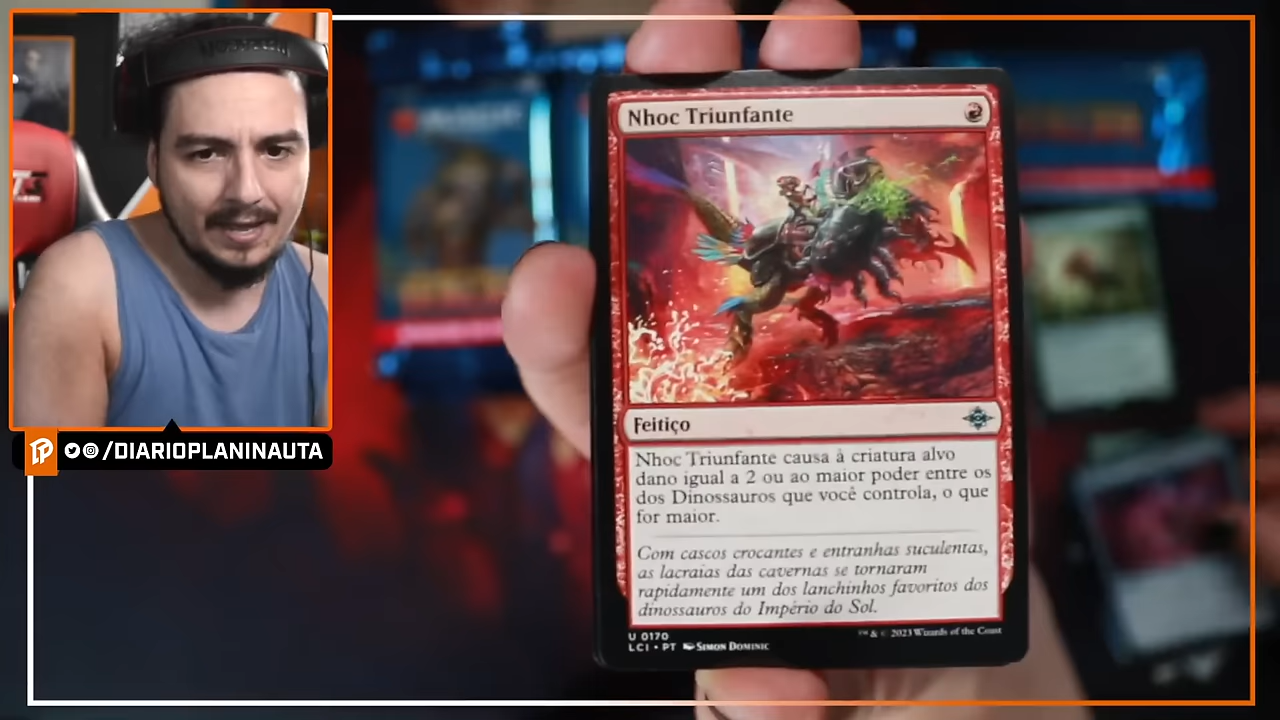 /DIARIOPLANINAUTA
Nhoc Triunfante
Feitiço
Nhoc Triunfante causa à criatura alvo
dano igual a 2 ou ao maior poder entre os
dos Dinossauros que você controla, o que
for maior.
Com cascos crocantes e entranhas suculentas,
as lacraias das cavernas se tornaram
rapidamente um dos lanchinhos favoritos dos
dinossauros do Império do Sol.
U 0170
™ & © 2023 Wizards of the Coast
LCI • PT SIMON DOMINIC